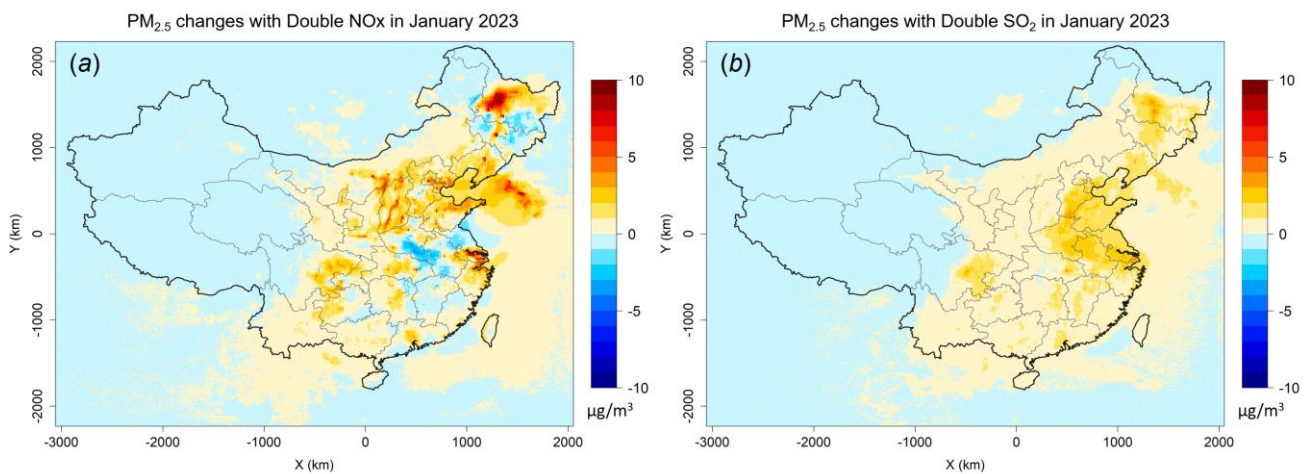 PM2.5 changes with Double NOx in January 2023
(a)
2000
1000
0
-1000
-2000
Y (km)
-3000 -2000 -1000 0 1000 2000
X (km)
10
5
0
-5
-10
μg/m³
PM2.5 changes with Double SO2 in January 2023
(b)
2000
1000
0
-1000
-2000
Y (km)
-3000 -2000 -1000 0 1000 2000
X (km)
10
5
0
-5
-10
μg/m³